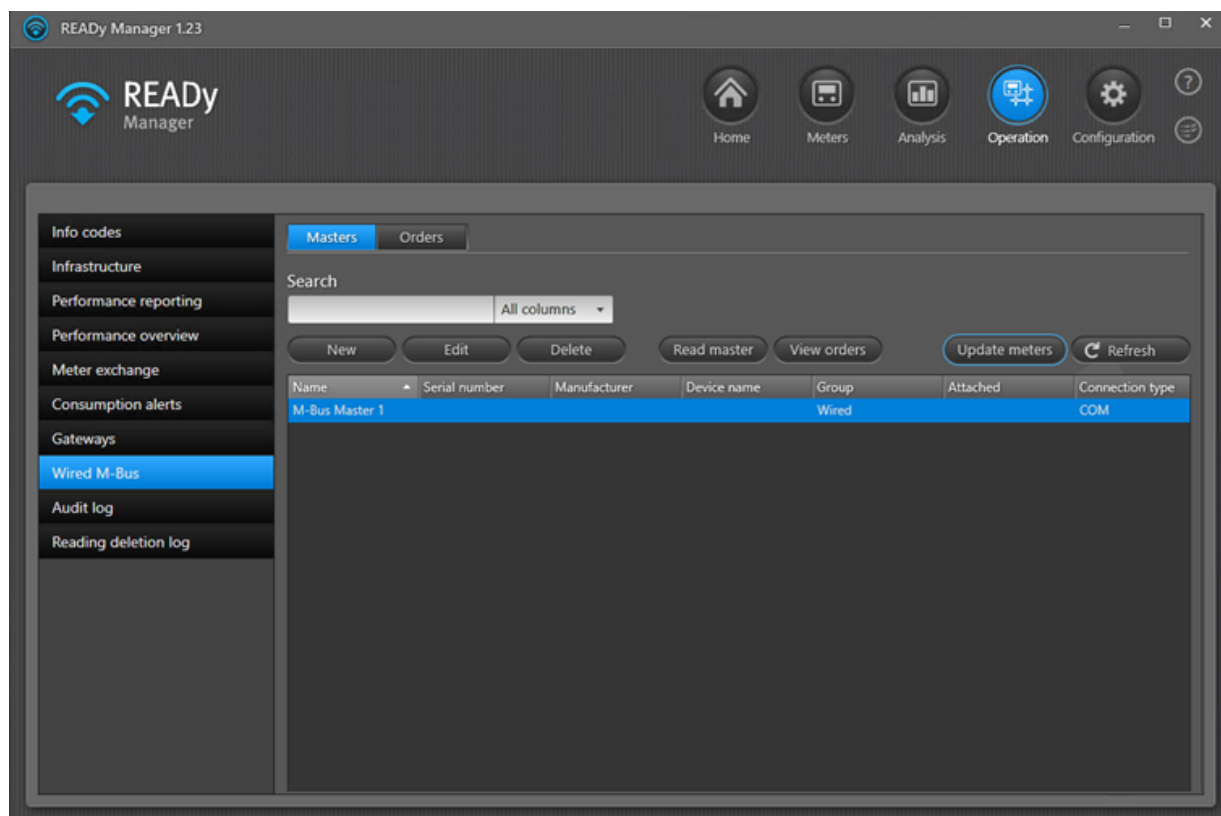 READy Manager 1.23
READy
Manager
Home Meters Analysis Operation Configuration
?
Info codes
Infrastructure
Performance reporting
Performance overview
Meter exchange
Consumption alerts
Gateways
Wired M-Bus
Audit log
Reading deletion log
Masters Orders
Search
All columns
New Edit Delete Read master View orders Update meters Refresh
Name Serial number Manufacturer Device name Group Attached Connection type
M-Bus Master 1 Wired COM